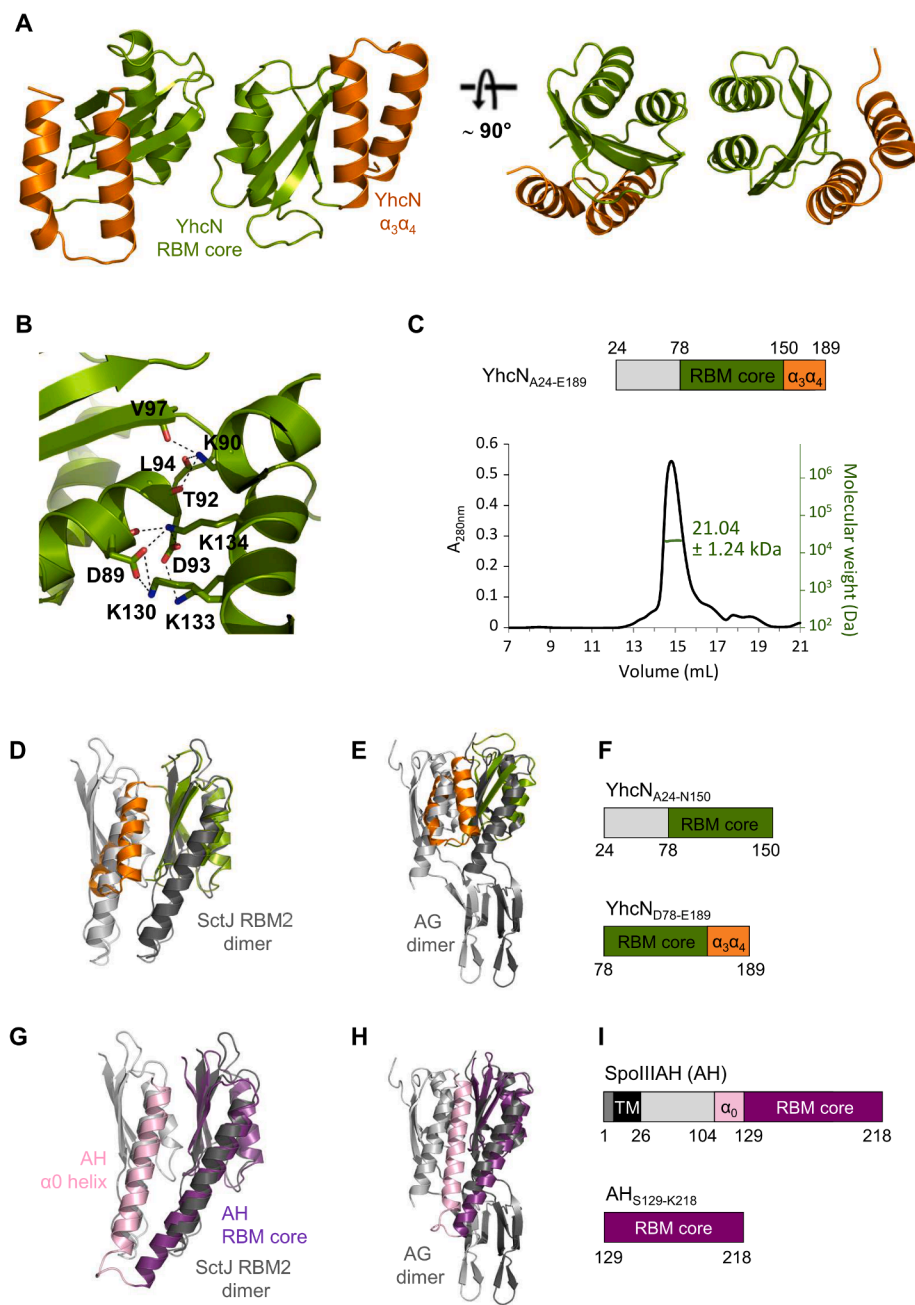 A
~ 90°
YhcN
RBM core
YhcN
α3α4
B
V97
K90
L94
T92
K134
D89
D93
K130
K133
C
24 78 150 189
YhcNA24-E189
RBM core α3α4
0.6
0.5
0.4
0.3
0.2
0.1
0
A280nm
21.04
± 1.24 kDa
10⁶
10⁵
10⁴
10³
10²
Molecular weight (Da)
7 9 11 13 15 17 19 21
Volume (mL)
D
SctJ RBM2
dimer
E
AG
dimer
F
YhcNA24-N150
RBM core
24 78 150
YhcND78-E189
RBM core α3α4
78 189
G
AH
α0 helix
AH
RBM core
SctJ RBM2
dimer
H
AG
dimer
I
SpoIIIAH (AH)
TM α0 RBM core
1 26 104 129 218
AHS129-K218
RBM core
129 218